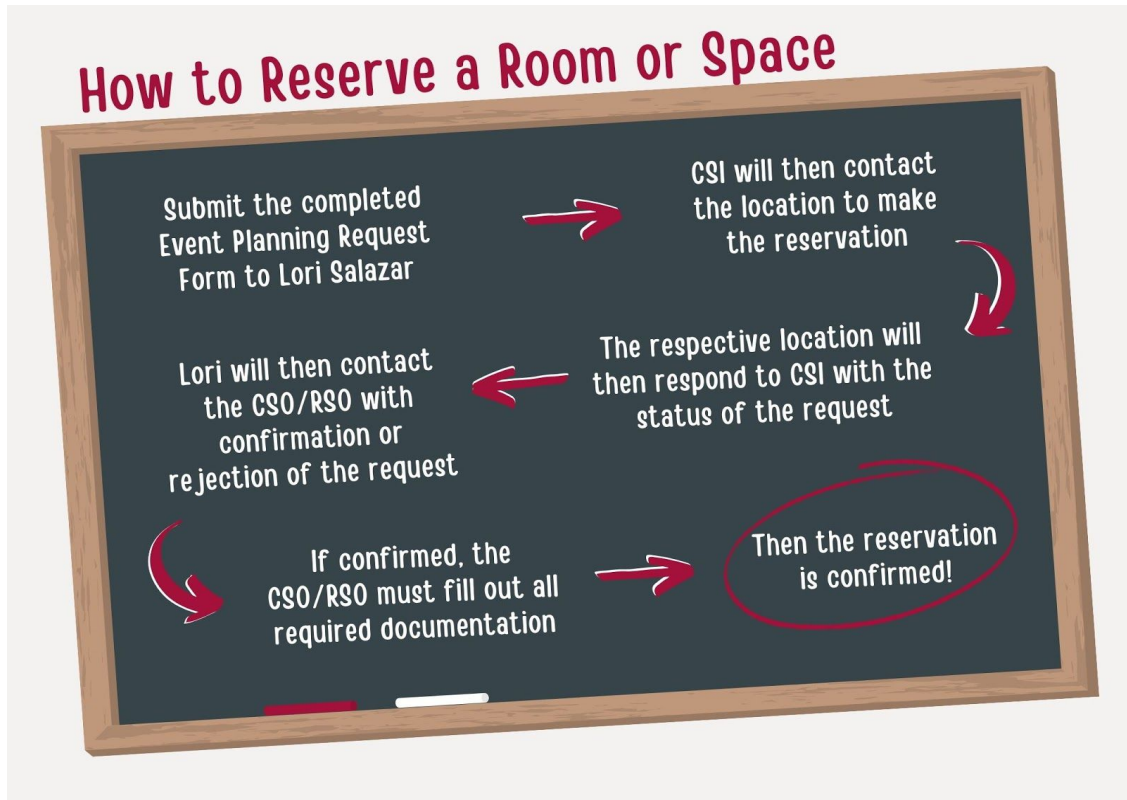 How to Reserve a Room or Space
Submit the completed
Event Planning Request
Form to Lori Salazar
CSI will then contact
the location to make
the reservation
The respective location will
then respond to CSI with the
status of the request
Lori will then contact
the CSO/RSO with
confirmation or
rejection of the request
If confirmed, the
CSO/RSO must fill out all
required documentation
Then the reservation
is confirmed!